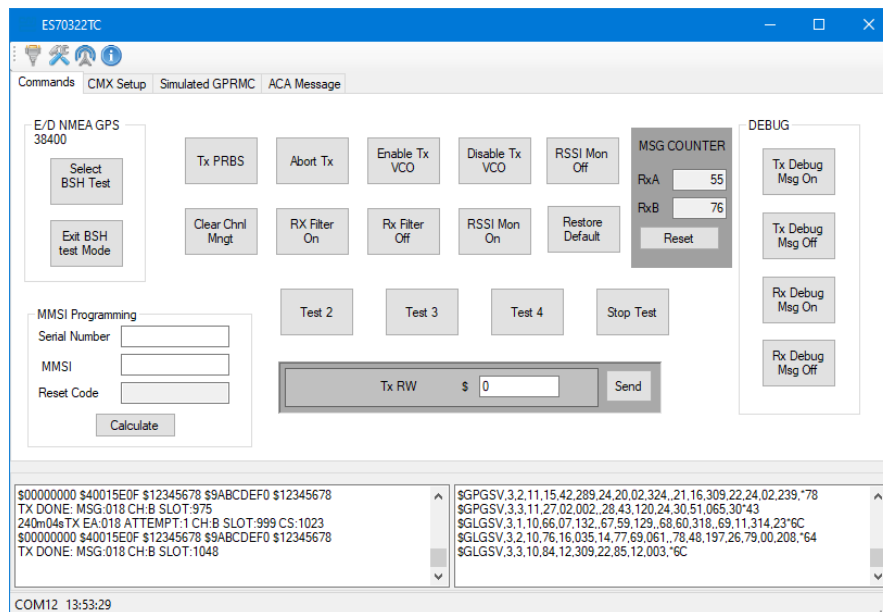 ES70322TC
Commands CMX Setup Simulated GPRMC ACA Message
E/D NMEA GPS
38400
Select
BSH Test
Exit BSH
test Mode
Tx PRBS
Abort Tx
Enable Tx
VCO
Disable Tx
VCO
RSSI Mon
Off
Clear Chnl
Mngt
RX Filter
On
Rx Filter
Off
RSSI Mon
On
Restore
Default
MSG COUNTER
RxA 55
RxB 76
Reset
DEBUG
Tx Debug
Msg On
Tx Debug
Msg Off
Rx Debug
Msg On
Rx Debug
Msg Off
MMSI Programming
Serial Number
MMSI
Reset Code
Calculate
Test 2
Test 3
Test 4
Stop Test
Tx RW $ 0
Send
$00000000 $40015E0F $12345678 $9ABCDEF0 $12345678
TX DONE: MSG:018 CH:B SLOT:975
240m04sTX EA:018 ATTEMPT:1 CH:B SLOT:999 CS:1023
$00000000 $40015E0F $12345678 $9ABCDEF0 $12345678
TX DONE: MSG:018 CH:B SLOT:1048
$GPGSV,3,2,11,15,42,289,24,20,02,324,,21,16,309,22,24,02,239,*78
$GPGSV,3,3,11,27,02,002,,28,43,120,24,30,51,065,30*43
$GLGSV,3,1,10,66,07,132,,67,59,129,,68,60,318,,69,11,314,23*6C
$GLGSV,3,2,10,76,16,035,14,77,69,061,,78,48,197,26,79,00,208,*64
$GLGSV,3,3,10,84,12,309,22,85,12,003,*6C
COM12 13:53:29